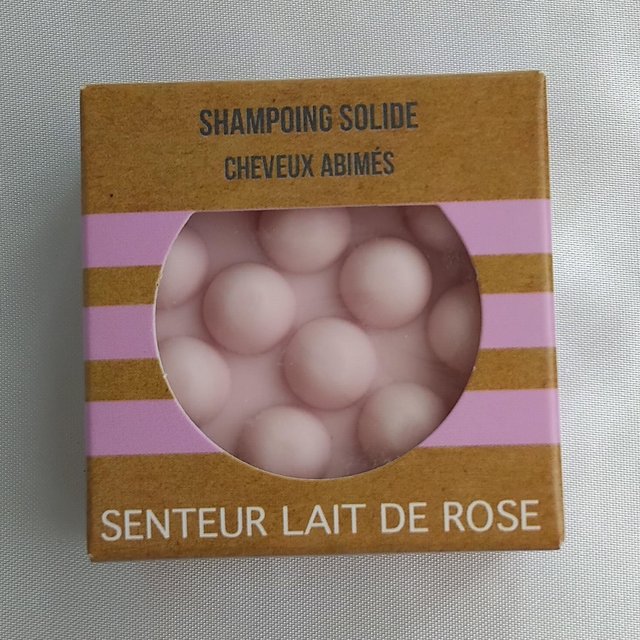 SHAMPOING SOLIDE
CHEVEUX ABIMÉS
SENTEUR LAIT DE ROSE